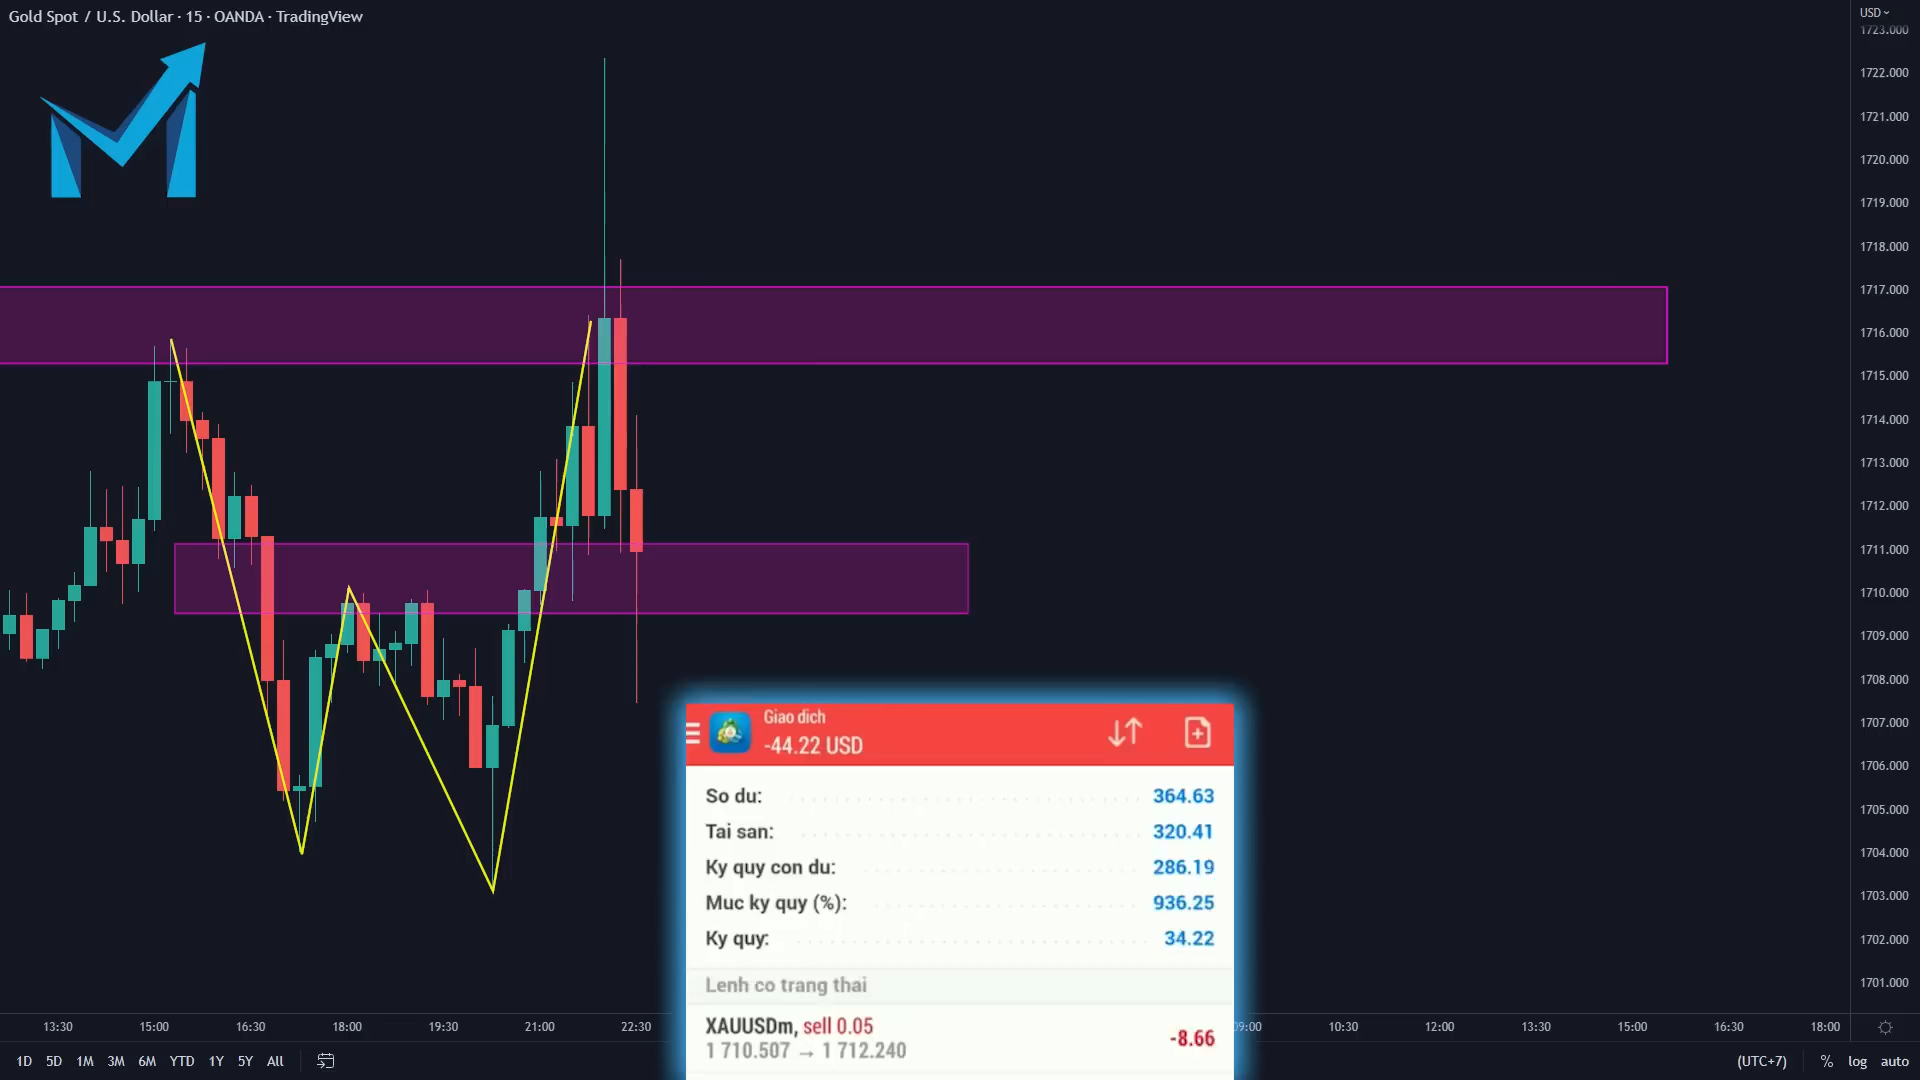 Gold Spot / U.S. Dollar · 15 · OANDA · TradingView
USD
1723.000
1722.000
1721.000
1720.000
1719.000
1718.000
1717.000
1716.000
1715.000
1714.000
1713.000
1712.000
1711.000
1710.000
1709.000
1708.000
1707.000
1706.000
1705.000
1704.000
1703.000
1702.000
1701.000
Giao dich
-44.22 USD
So du: 364.63
Tai san: 320.41
Ky quy con du: 286.19
Muc ky quy (%): 936.25
Ky quy: 34.22
Lenh co trang thai
XAUUSDm, sell 0.05
1 710.507 → 1 712.240
-8.66
13:30 15:00 16:30 18:00 19:30 21:00 22:30 09:00 10:30 12:00 13:30 15:00 16:30 18:00
1D 5D 1M 3M 6M YTD 1Y 5Y All
(UTC+7) % log auto